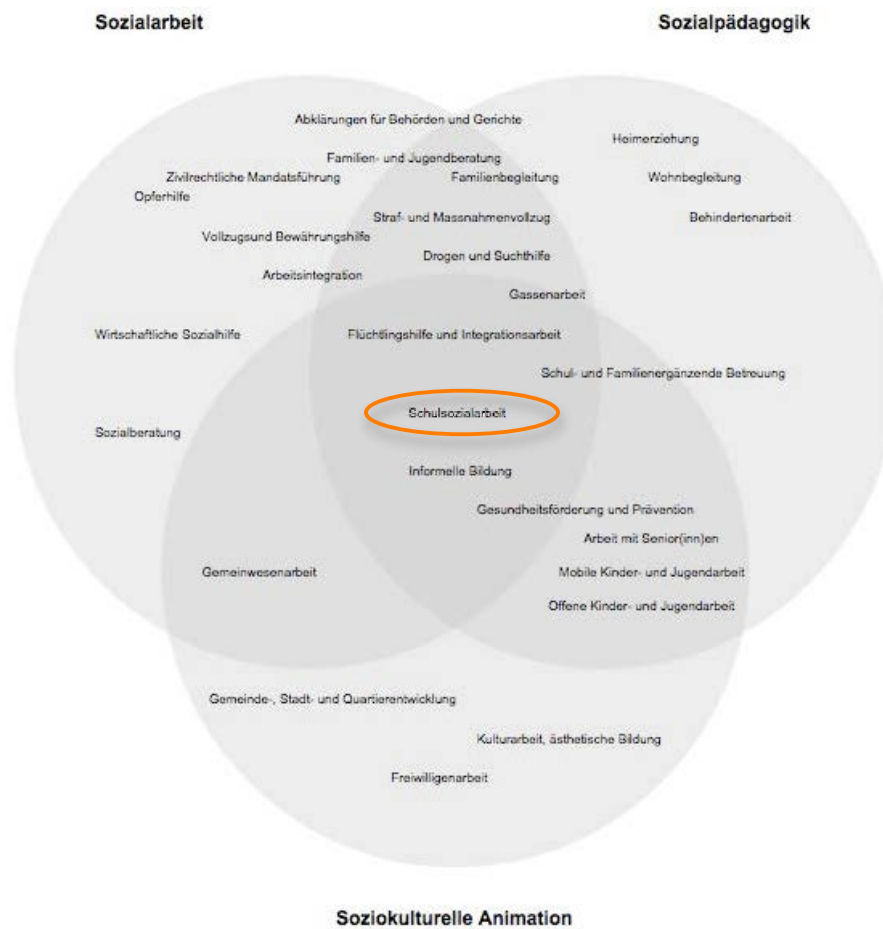 Sozialarbeit
Sozialpädagogik
Abklärungen für Behörden und Gerichte
Heimerziehung
Familien- und Jugendberatung
Zivilrechtliche Mandatsführung
Familienbegleitung
Wohnbegleitung
Opferhilfe
Straf- und Massnahmenvollzug
Behindertenarbeit
Vollzugsund Bewährungshilfe
Drogen und Suchthilfe
Arbeitsintegration
Gassenarbeit
Wirtschaftliche Sozialhilfe
Flüchtlingshilfe und Integrationsarbeit
Schul- und Familienergänzende Betreuung
Schulsozialarbeit
Sozialberatung
Informelle Bildung
Gesundheitsförderung und Prävention
Arbeit mit Senior(inn)en
Gemeinwesenarbeit
Mobile Kinder- und Jugendarbeit
Offene Kinder- und Jugendarbeit
Gemeinde-, Stadt- und Quartierentwicklung
Kulturarbeit, ästhetische Bildung
Freiwilligenarbeit
Soziokulturelle Animation